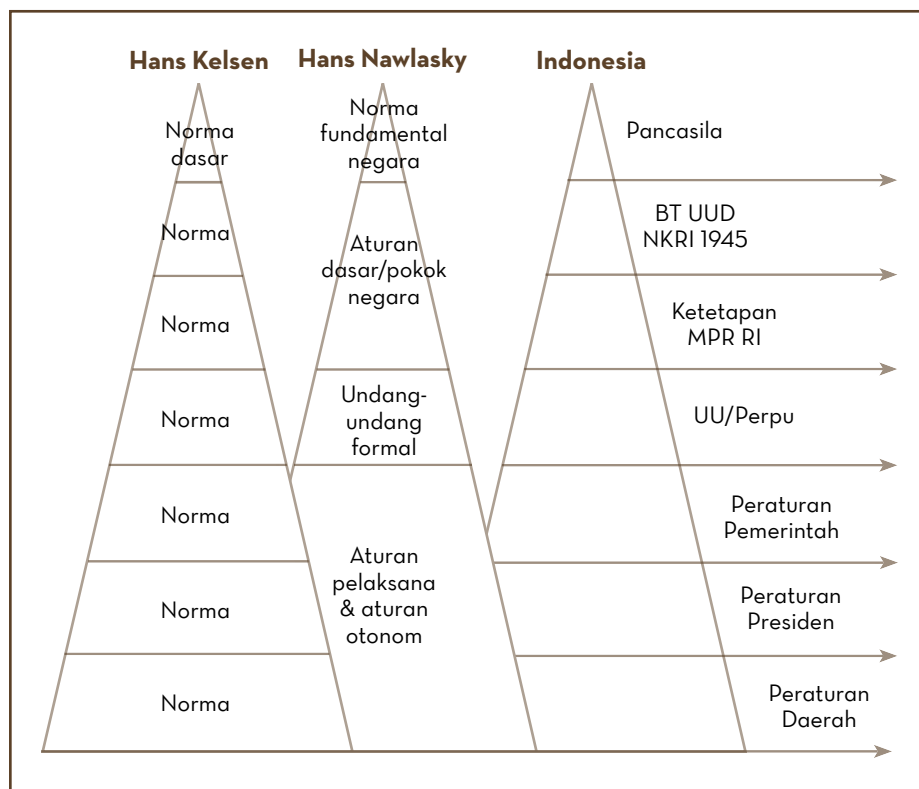 Hans Kelsen
Norma
dasar
Norma
Norma
Norma
Norma
Norma
Norma
Hans Nawlasky
Norma
fundamental
negara
Aturan
dasar/pokok
negara
Undang-
undang
formal
Aturan
pelaksana
& aturan
otonom
Indonesia
Pancasila
BT UUD
NKRI 1945
Ketetapan
MPR RI
UU/Perpu
Peraturan
Pemerintah
Peraturan
Presiden
Peraturan
Daerah